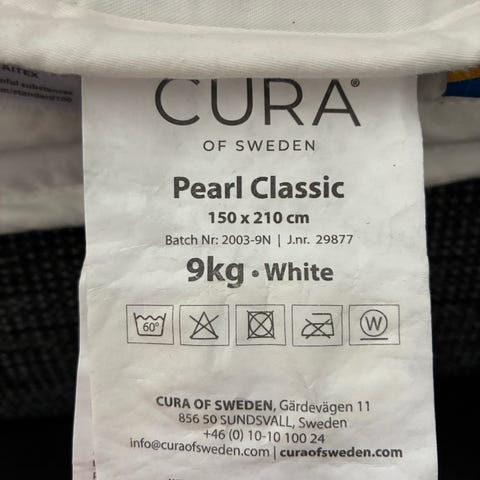 CURA®
OF SWEDEN
Pearl Classic
150 x 210 cm
Batch Nr: 2003-9N | J.nr. 29877
9kg • White
60°
W
CURA OF SWEDEN, Gärdevägen 11
856 50 SUNDSVALL, Sweden
+46 (0) 10-10 100 24
info@curaofsweden.com | curaofsweden.com